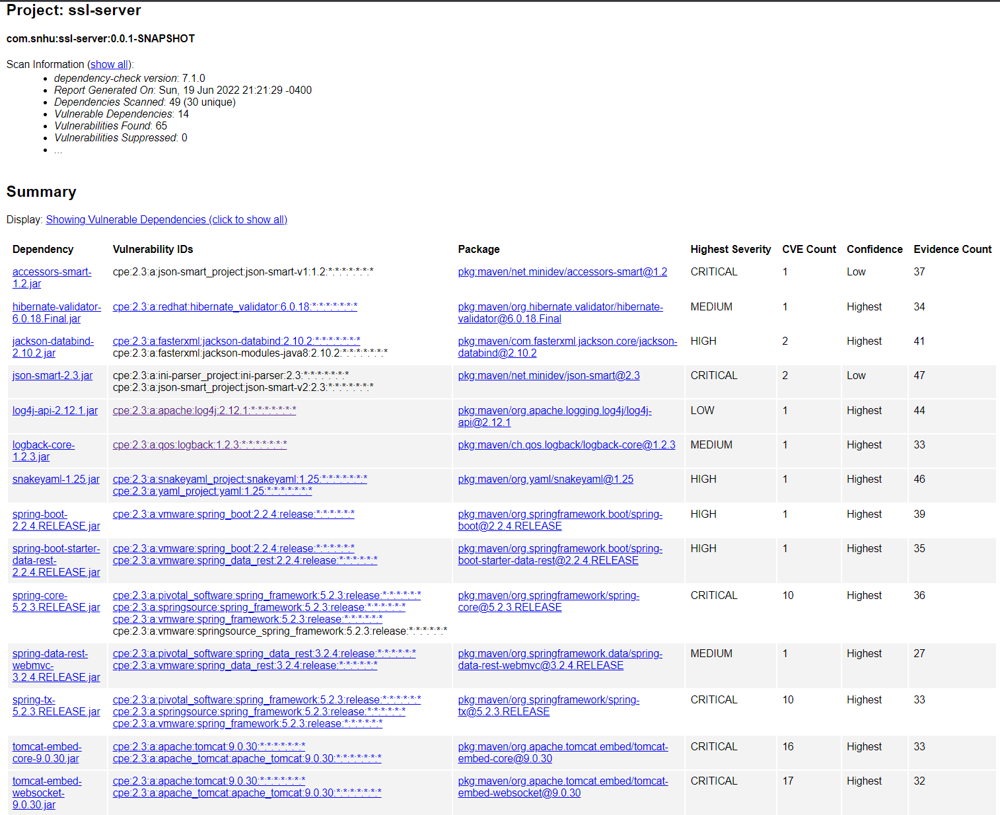 Project: ssl-server
com.snhu:ssl-server:0.0.1-SNAPSHOT
Scan Information (show all):
• dependency-check version: 7.1.0
• Report Generated On: Sun, 19 Jun 2022 21:21:29 -0400
• Dependencies Scanned: 49 (30 unique)
• Vulnerable Dependencies: 14
• Vulnerabilities Found: 65
• Vulnerabilities Suppressed: 0
• ...
Summary
Display: Showing Vulnerable Dependencies (click to show all)
Dependency Vulnerability IDs Package Highest Severity CVE Count Confidence Evidence Count
accessors-smart- cpe:2.3:a:json-smart_project:json-smart-v1:1.2:*:*:*:*:*:*:* pkg:maven/net.minidev/accessors-smart@1.2 CRITICAL 1 Low 37
1.2.jar
hibernate-validator- cpe:2.3:a:redhat:hibernate_validator:6.0.18:*:*:*:*:*:*:* pkg:maven/org.hibernate.validator/hibernate- MEDIUM 1 Highest 34
6.0.18.Final.jar validator@6.0.18.Final
jackson-databind- cpe:2.3:a:fasterxml:jackson-databind:2.10.2:*:*:*:*:*:*:* pkg:maven/com.fasterxml.jackson.core/jackson- HIGH 2 Highest 41
2.10.2.jar cpe:2.3:a:fasterxml:jackson-modules-java8:2.10.2:*:*:*:*:*:*:* databind@2.10.2
json-smart-2.3.jar cpe:2.3:a:ini-parser_project:ini-parser:2.3:*:*:*:*:*:*:* pkg:maven/net.minidev/json-smart@2.3 CRITICAL 2 Low 47
cpe:2.3:a:json-smart_project:json-smart-v2:2.3:*:*:*:*:*:*:*
log4j-api-2.12.1.jar cpe:2.3:a:apache:log4j:2.12.1:*:*:*:*:*:*:* pkg:maven/org.apache.logging.log4j/log4j- LOW 1 Highest 44
api@2.12.1
logback-core- cpe:2.3:a:qos:logback:1.2.3:*:*:*:*:*:*:* pkg:maven/ch.qos.logback/logback-core@1.2.3 MEDIUM 1 Highest 33
1.2.3.jar
snakeyaml-1.25.jar cpe:2.3:a:snakeyaml_project:snakeyaml:1.25:*:*:*:*:*:*:* pkg:maven/org.yaml/snakeyaml@1.25 HIGH 1 Highest 46
cpe:2.3:a:yaml_project:yaml:1.25:*:*:*:*:*:*:*
spring-boot- cpe:2.3:a:vmware:spring_boot:2.2.4:release:*:*:*:*:*:* pkg:maven/org.springframework.boot/spring- HIGH 1 Highest 39
2.2.4.RELEASE.jar boot@2.2.4.RELEASE
spring-boot-starter- cpe:2.3:a:vmware:spring_boot:2.2.4:release:*:*:*:*:*:* pkg:maven/org.springframework.boot/spring- HIGH 1 Highest 35
data-rest- cpe:2.3:a:vmware:spring_data_rest:2.2.4:release:*:*:*:*:*:* boot-starter-data-rest@2.2.4.RELEASE
2.2.4.RELEASE.jar
spring-core- cpe:2.3:a:pivotal_software:spring_framework:5.2.3:release:*:*:*:*:*:* pkg:maven/org.springframework/spring- CRITICAL 10 Highest 36
5.2.3.RELEASE.jar cpe:2.3:a:springsource:spring_framework:5.2.3:release:*:*:*:*:*:* core@5.2.3.RELEASE
cpe:2.3:a:vmware:spring_framework:5.2.3:release:*:*:*:*:*:*
cpe:2.3:a:vmware:springsource_spring_framework:5.2.3:release:*:*:*:*:*:*
spring-data-rest- cpe:2.3:a:pivotal_software:spring_data_rest:3.2.4:release:*:*:*:*:*:* pkg:maven/org.springframework.data/spring- MEDIUM 1 Highest 27
webmvc- cpe:2.3:a:vmware:spring_data_rest:3.2.4:release:*:*:*:*:*:* data-rest-webmvc@3.2.4.RELEASE
3.2.4.RELEASE.jar
spring-tx- cpe:2.3:a:pivotal_software:spring_framework:5.2.3:release:*:*:*:*:*:* pkg:maven/org.springframework/spring- CRITICAL 10 Highest 33
5.2.3.RELEASE.jar cpe:2.3:a:springsource:spring_framework:5.2.3:release:*:*:*:*:*:* tx@5.2.3.RELEASE
cpe:2.3:a:vmware:spring_framework:5.2.3:release:*:*:*:*:*:*
tomcat-embed- cpe:2.3:a:apache:tomcat:9.0.30:*:*:*:*:*:*:* pkg:maven/org.apache.tomcat.embed/tomcat- CRITICAL 16 Highest 33
core-9.0.30.jar cpe:2.3:a:apache_tomcat:apache_tomcat:9.0.30:*:*:*:*:*:*:* embed-core@9.0.30
tomcat-embed- cpe:2.3:a:apache:tomcat:9.0.30:*:*:*:*:*:*:* pkg:maven/org.apache.tomcat.embed/tomcat- CRITICAL 17 Highest 32
websocket- cpe:2.3:a:apache_tomcat:apache_tomcat:9.0.30:*:*:*:*:*:*:* embed-websocket@9.0.30
9.0.30.jar